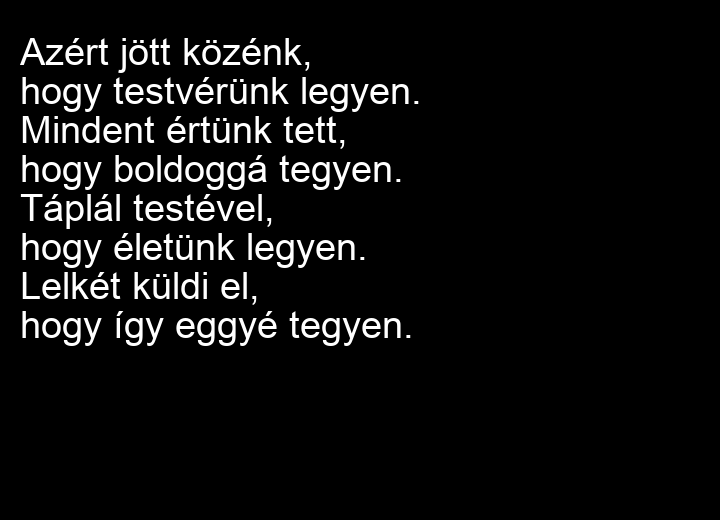 Azért jött közénk,
hogy testvérünk legyen.
Mindent értünk tett,
hogy boldoggá tegyen.
Táplál testével,
hogy életünk legyen.
Lelkét küldi el,
hogy így eggyé tegyen.